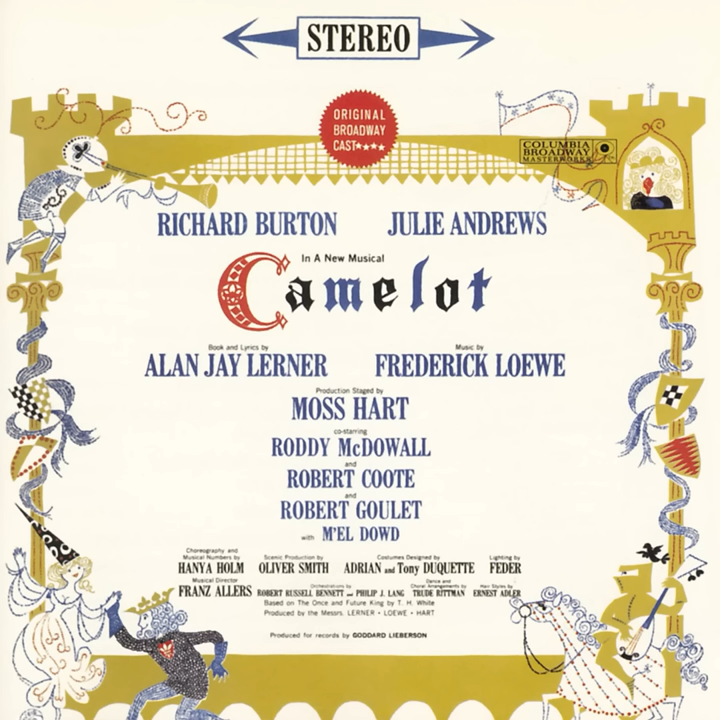 STEREO
ORIGINAL
BROADWAY
CAST★★★★
COLUMBIA
BROADWAY
MASTERWORKS
RICHARD BURTON JULIE ANDREWS
In A New Musical
Camelot
Book and Lyrics by Music by
ALAN JAY LERNER FREDERICK LOEWE
Production Staged by
MOSS HART
co-starring
RODDY McDOWALL
and
ROBERT COOTE
and
ROBERT GOULET
with M'EL DOWD
Choreography and
Musical Numbers by Scenic Production by Costumes Designed by Lighting by
HANYA HOLM OLIVER SMITH ADRIAN and Tony DUQUETTE FEDER
Musical Director Orchestrations by Dance and Choral Arrangements by Hair Styles by
FRANZ ALLERS ROBERT RUSSELL BENNETT and PHILIP J. LANG TRUDE RITTMAN ERNEST ADLER
Based on The Once and Future King by T. H. White
Produced by the Messrs. LERNER • LOEWE • HART
Produced for records by GODDARD LIEBERSON